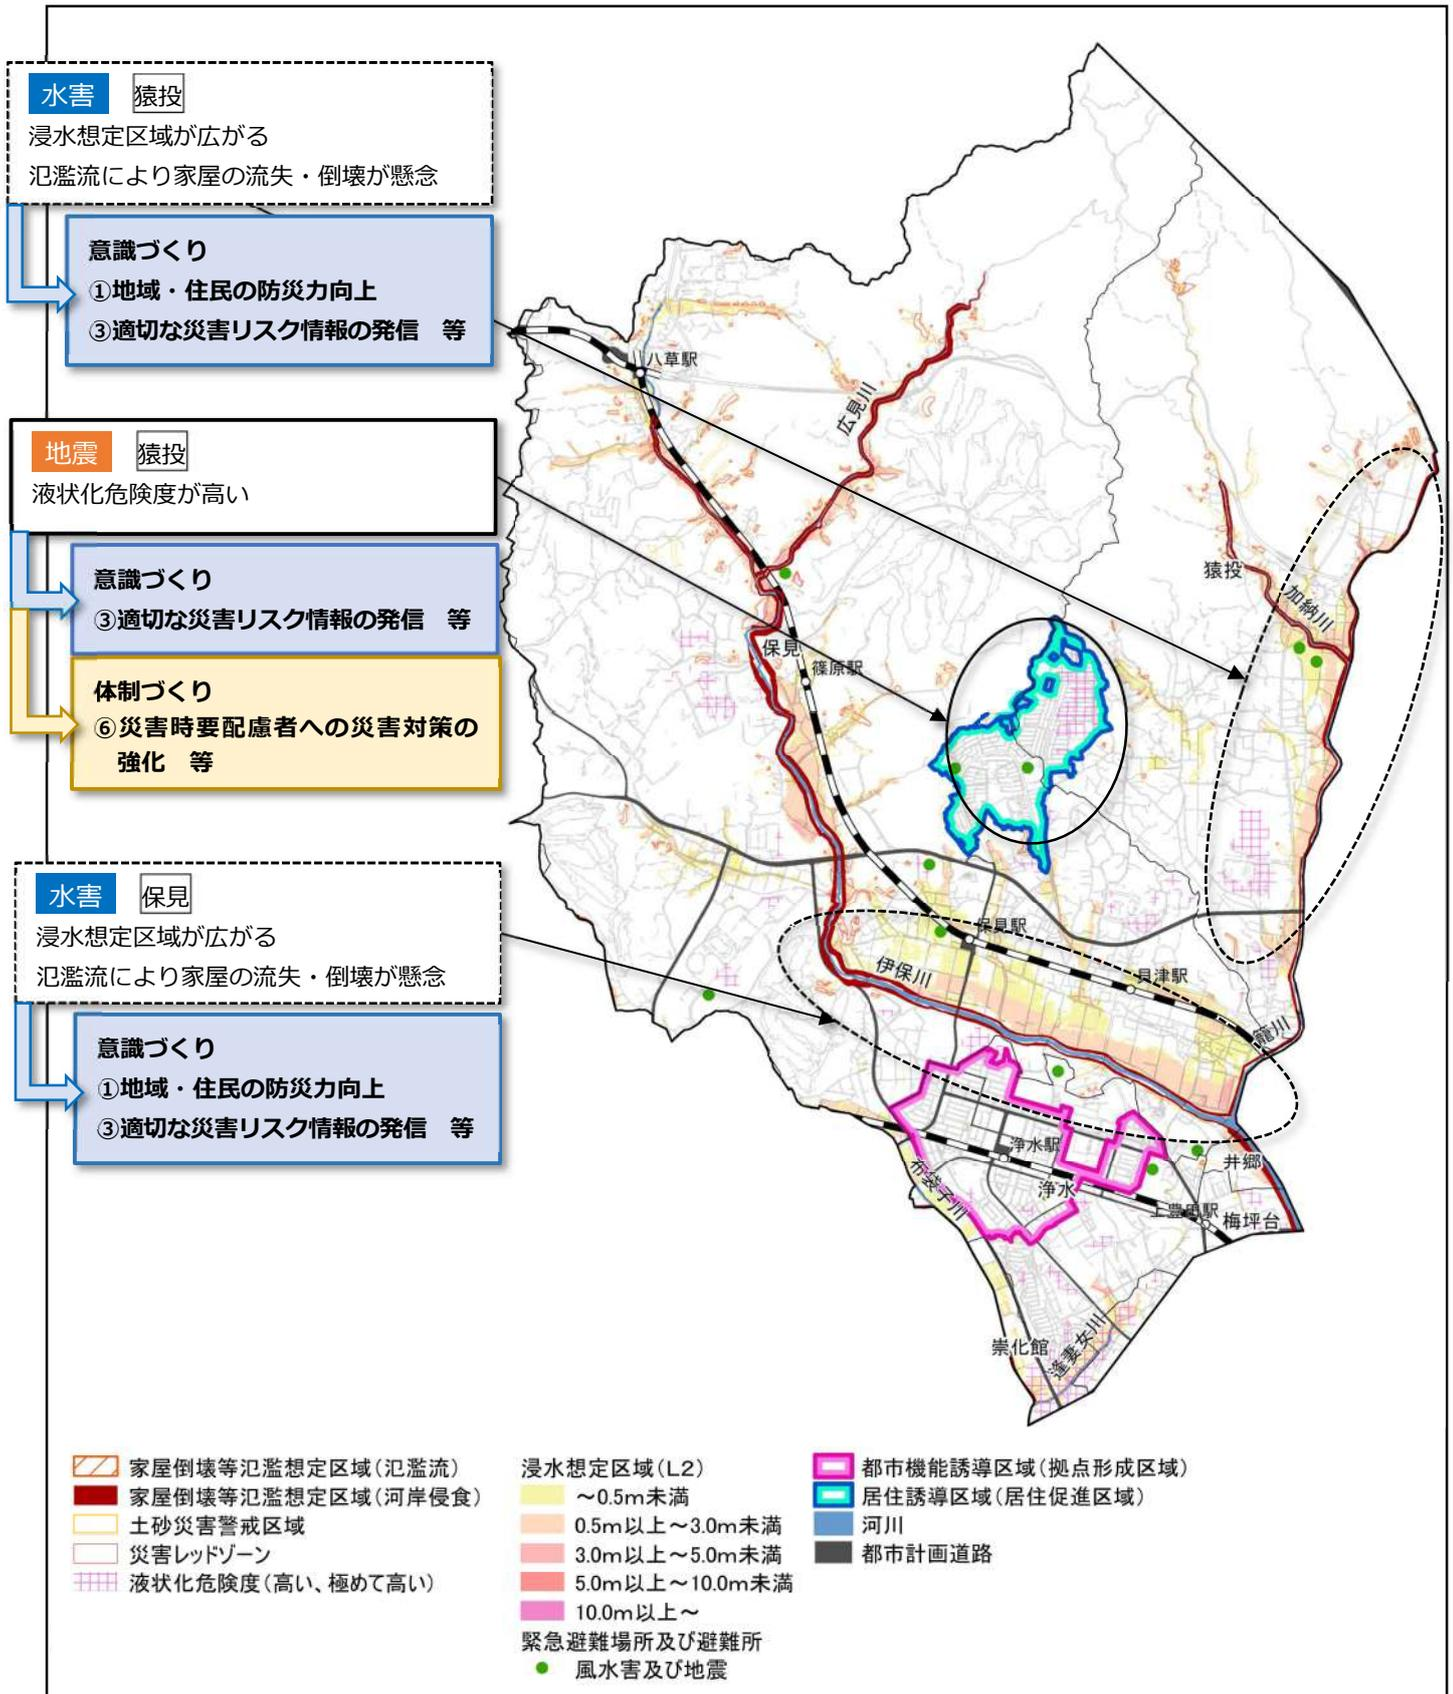 水害 猿投
浸水想定区域が広がる
氾濫流により家屋の流失・倒壊が懸念
意識づくり
①地域・住民の防災力向上
③適切な災害リスク情報の発信 等
地震 猿投
液状化危険度が高い
意識づくり
③適切な災害リスク情報の発信 等
体制づくり
⑥災害時要配慮者への災害対策の
強化 等
水害 保見
浸水想定区域が広がる
氾濫流により家屋の流失・倒壊が懸念
意識づくり
①地域・住民の防災力向上
③適切な災害リスク情報の発信 等
八草駅
広見川
猿投
加納川
保見
篠原駅
保見駅
伊保川
貝津駅
籠川
浄水駅
井郷
布袋子川
浄水
上豊田駅
梅坪台
崇化館
逢妻女川
家屋倒壊等氾濫想定区域(氾濫流)
家屋倒壊等氾濫想定区域(河岸侵食)
土砂災害警戒区域
災害レッドゾーン
液状化危険度(高い、極めて高い)
浸水想定区域(L2)
～0.5m未満
0.5m以上～3.0m未満
3.0m以上～5.0m未満
5.0m以上～10.0m未満
10.0m以上～
緊急避難場所及び避難所
風水害及び地震
都市機能誘導区域(拠点形成区域)
居住誘導区域(居住促進区域)
河川
都市計画道路